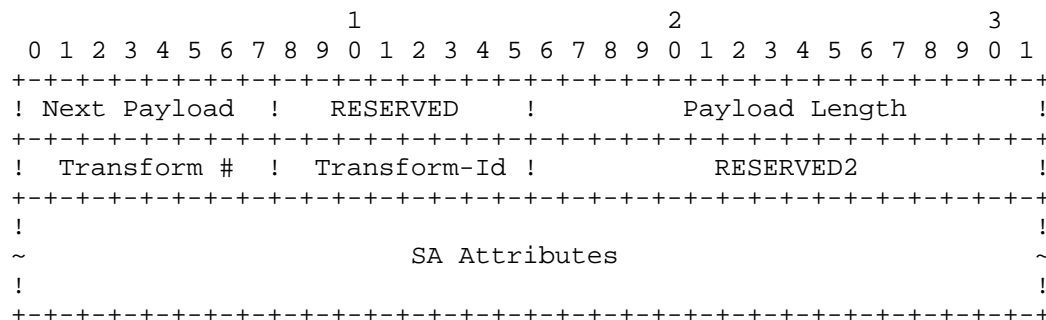 1                   2                   3
 0 1 2 3 4 5 6 7 8 9 0 1 2 3 4 5 6 7 8 9 0 1 2 3 4 5 6 7 8 9 0 1
+-+-+-+-+-+-+-+-+-+-+-+-+-+-+-+-+-+-+-+-+-+-+-+-+-+-+-+-+-+-+-+-+
! Next Payload  !   RESERVED    !         Payload Length        !
+-+-+-+-+-+-+-+-+-+-+-+-+-+-+-+-+-+-+-+-+-+-+-+-+-+-+-+-+-+-+-+-+
!  Transform #  !  Transform-Id !           RESERVED2           !
+-+-+-+-+-+-+-+-+-+-+-+-+-+-+-+-+-+-+-+-+-+-+-+-+-+-+-+-+-+-+-+-+
!                                                               !
~                        SA Attributes                          ~
!                                                               !
+-+-+-+-+-+-+-+-+-+-+-+-+-+-+-+-+-+-+-+-+-+-+-+-+-+-+-+-+-+-+-+-+